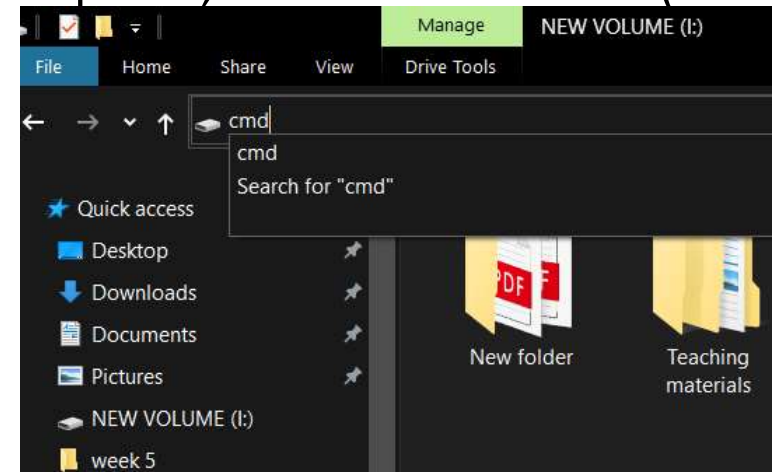 Manage NEW VOLUME (I:)
File Home Share View Drive Tools
cmd
cmd
Search for "cmd"
Quick access
Desktop
Downloads
Documents
Pictures
NEW VOLUME (I:)
week 5
PDF
New folder
Teaching materials